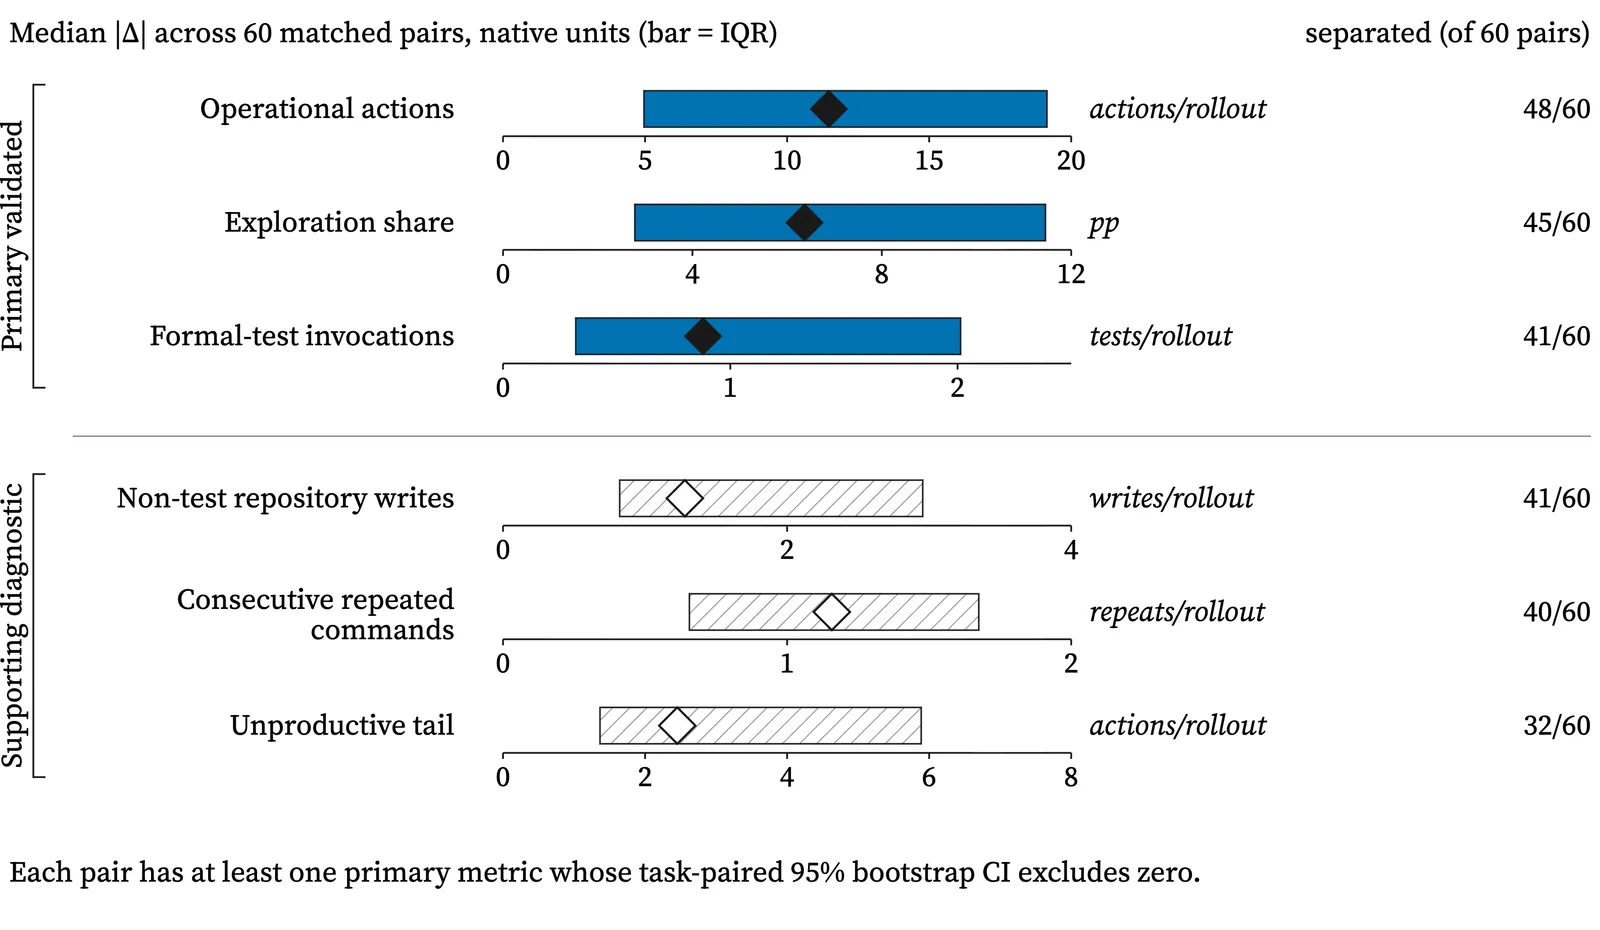 Median |Δ| across 60 matched pairs, native units (bar = IQR) separated (of 60 pairs)
Primary validated
Operational actions actions/rollout 48/60
0 5 10 15 20
Exploration share pp 45/60
0 4 8 12
Formal-test invocations tests/rollout 41/60
0 1 2
Supporting diagnostic
Non-test repository writes writes/rollout 41/60
0 2 4
Consecutive repeated
commands repeats/rollout 40/60
0 1 2
Unproductive tail actions/rollout 32/60
0 2 4 6 8
Each pair has at least one primary metric whose task-paired 95% bootstrap CI excludes zero.